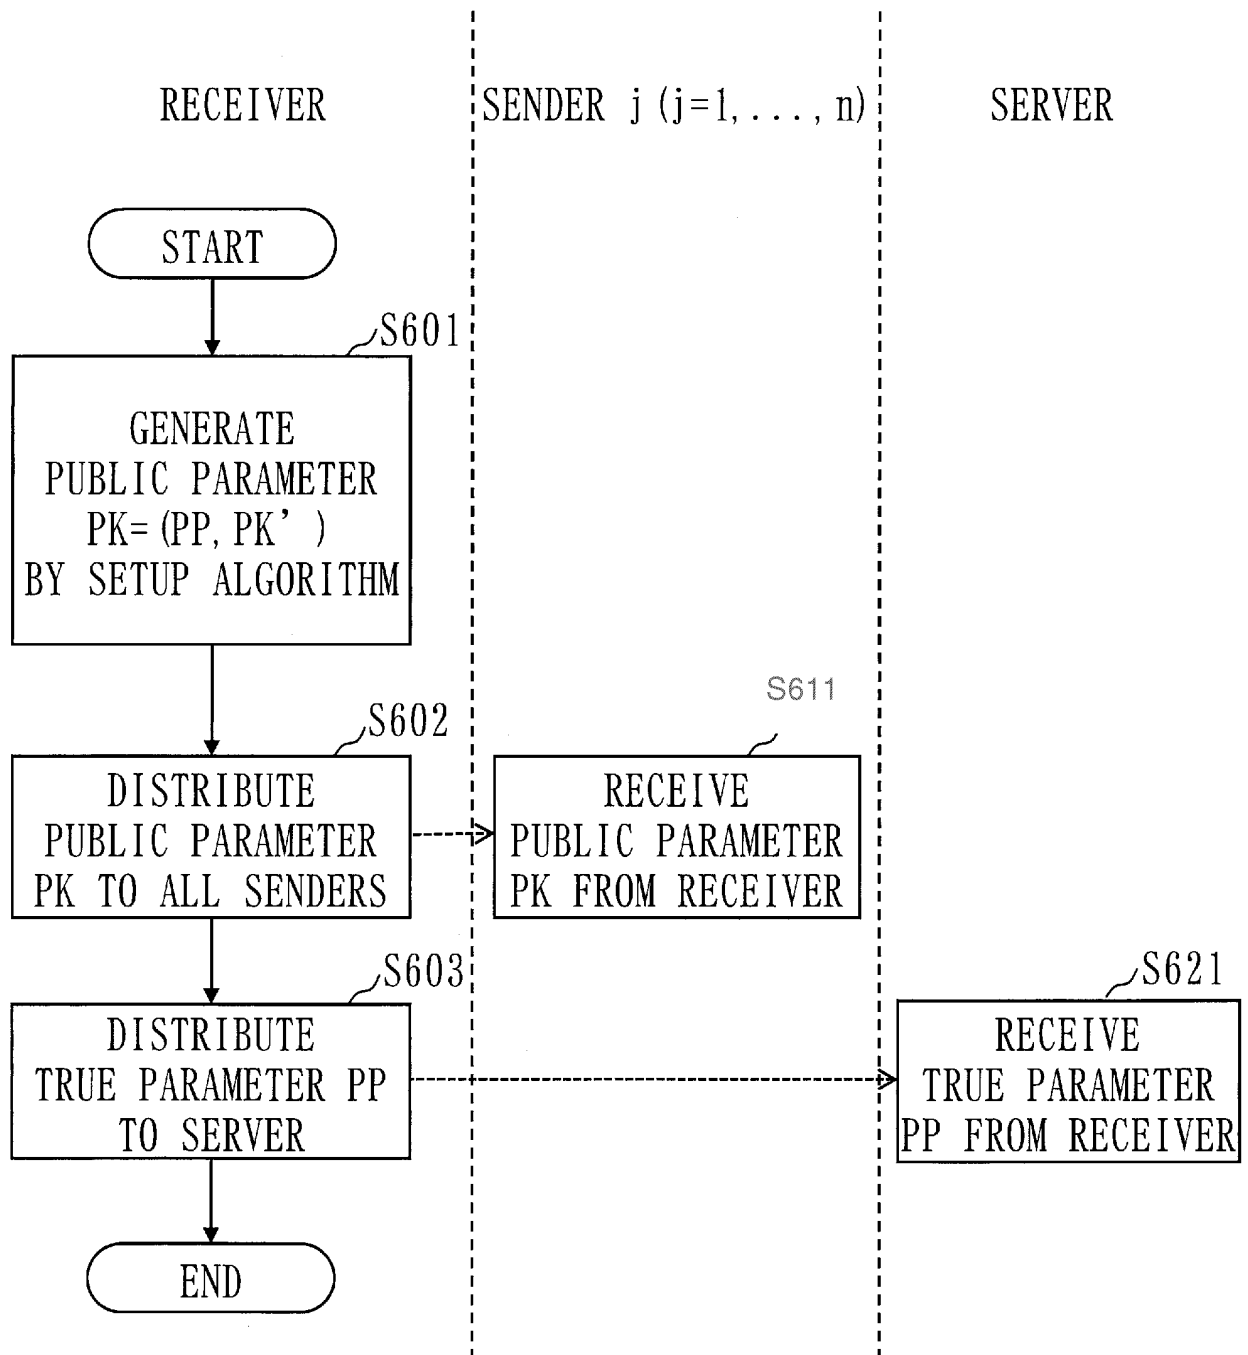 RECEIVER
SENDER j (j=1, ..., n)
SERVER
START
S601
GENERATE
PUBLIC PARAMETER
PK=(PP, PK')
BY SETUP ALGORITHM
S602
DISTRIBUTE
PUBLIC PARAMETER
PK TO ALL SENDERS
S611
RECEIVE
PUBLIC PARAMETER
PK FROM RECEIVER
S603
DISTRIBUTE
TRUE PARAMETER PP
TO SERVER
S621
RECEIVE
TRUE PARAMETER
PP FROM RECEIVER
END